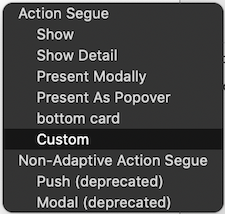 Action Segue
Show
Show Detail
Present Modally
Present As Popover
bottom card
Custom
Non-Adaptive Action Segue
Push (deprecated)
Modal (deprecated)